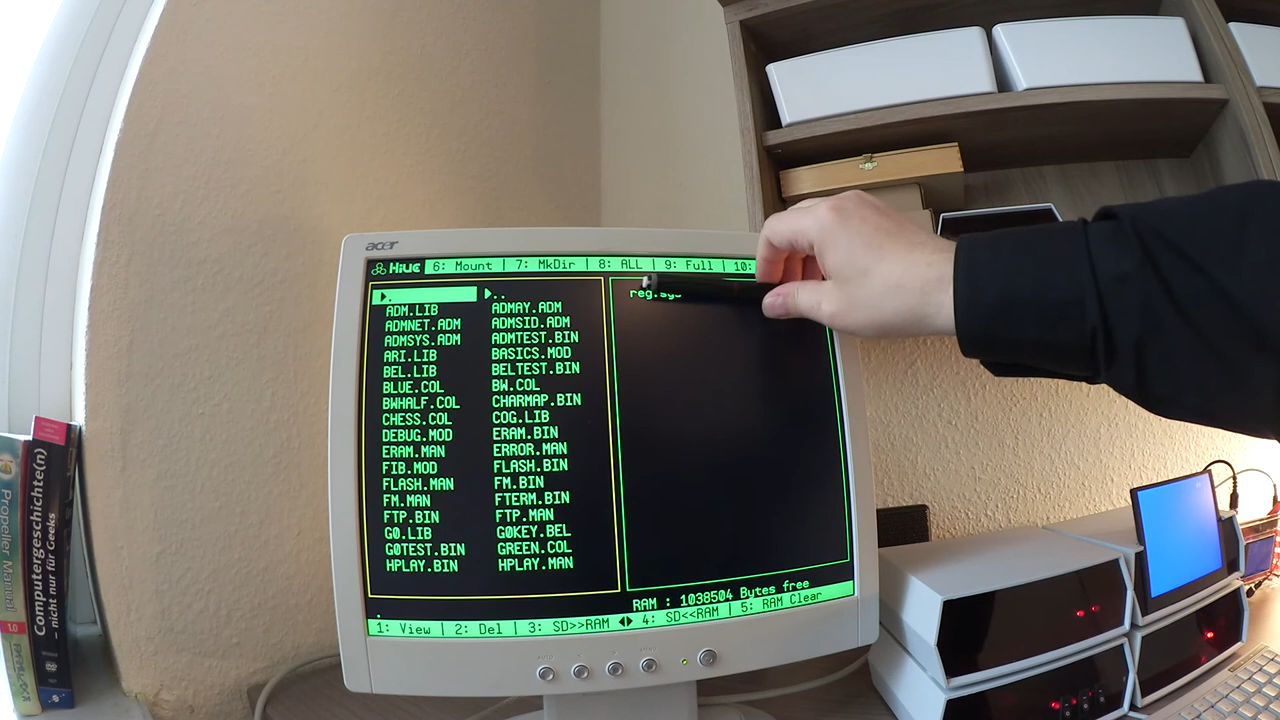 acer
Hive 6: Mount | 7: MkDir | 8: ALL | 9: Full | 10:
. ..
ADM.LIB ADMAY.ADM
ADMNET.ADM ADMSID.ADM
ADMSYS.ADM ADMTEST.BIN
ARI.LIB BASICS.MOD
BEL.LIB BELTEST.BIN
BLUE.COL BW.COL
BWHALF.COL CHARMAP.BIN
CHESS.COL COG.LIB
DEBUG.MOD ERAM.BIN
ERAM.MAN ERROR.MAN
FIB.MOD FLASH.BIN
FLASH.MAN FM.BIN
FM.MAN FTERM.BIN
FTP.BIN FTP.MAN
G0.LIB G0KEY.BEL
G0TEST.BIN GREEN.COL
HPLAY.BIN HPLAY.MAN
reg.sys
RAM : 1038504 Bytes free
.
1: View | 2: Del | 3: SD>>RAM ◀▶ 4: SD<<RAM | 5: RAM Clear
Propeller Manual
1.0
Computergeschichte(n)
– nicht nur für Geeks